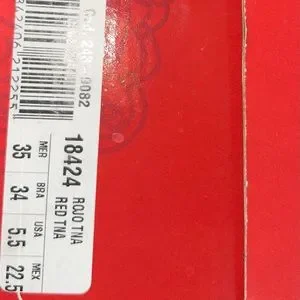 18424
ROJO TNA
RED TNA
MER
BRA
USA
MEX
35
34
5.5
22.5